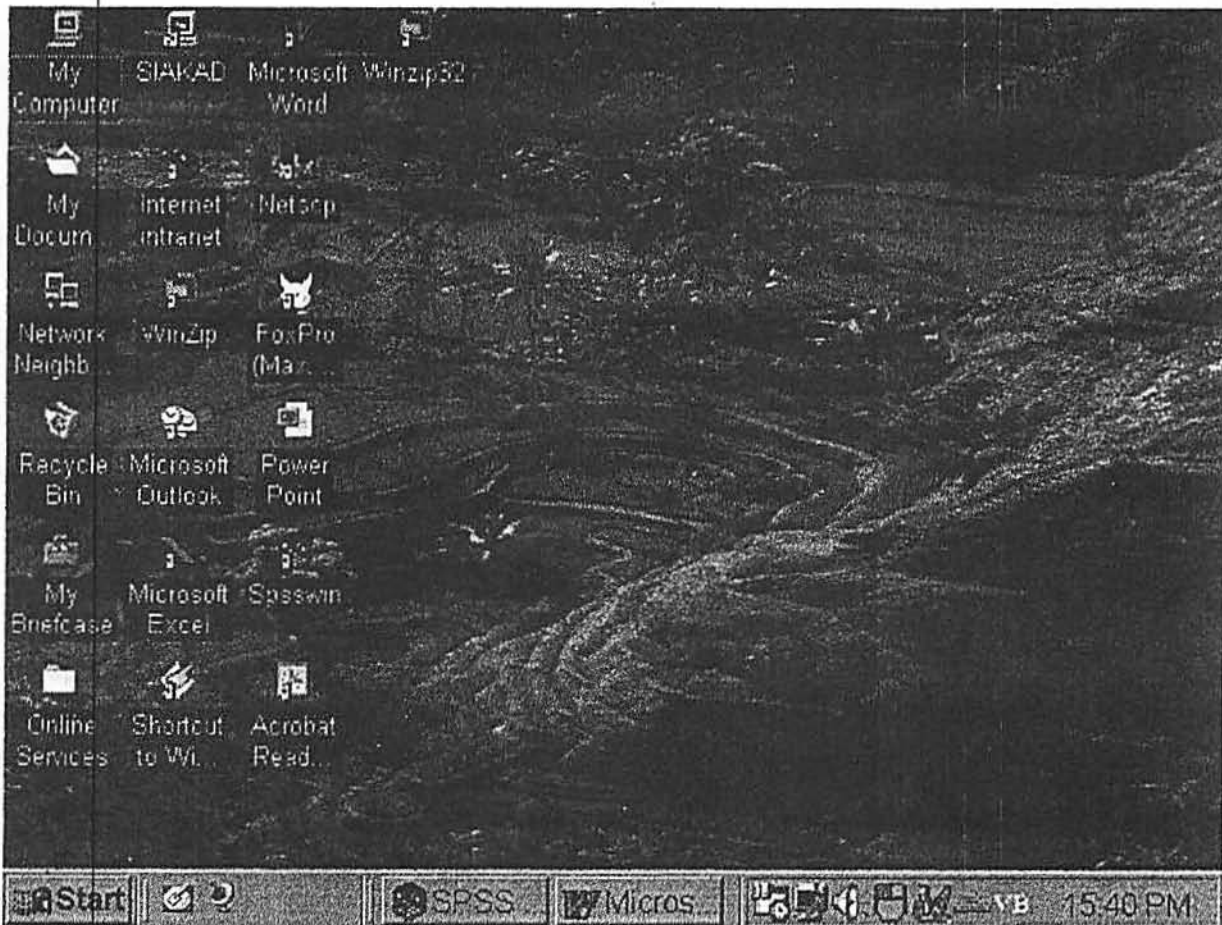 My Computer
SIAKAD
Microsoft Word
Winzip32
My Docum...
Internet intranet
Netscp
Network Neighb...
WinZip
FoxPro (Max...
Recycle Bin
Microsoft Outlook
Power Point
My Briefcase
Microsoft Excel
Spsswin
Online Services
Shortcut to Wi...
Acrobat Read...
Start
SPSS
Micros...
VB
15:40 PM